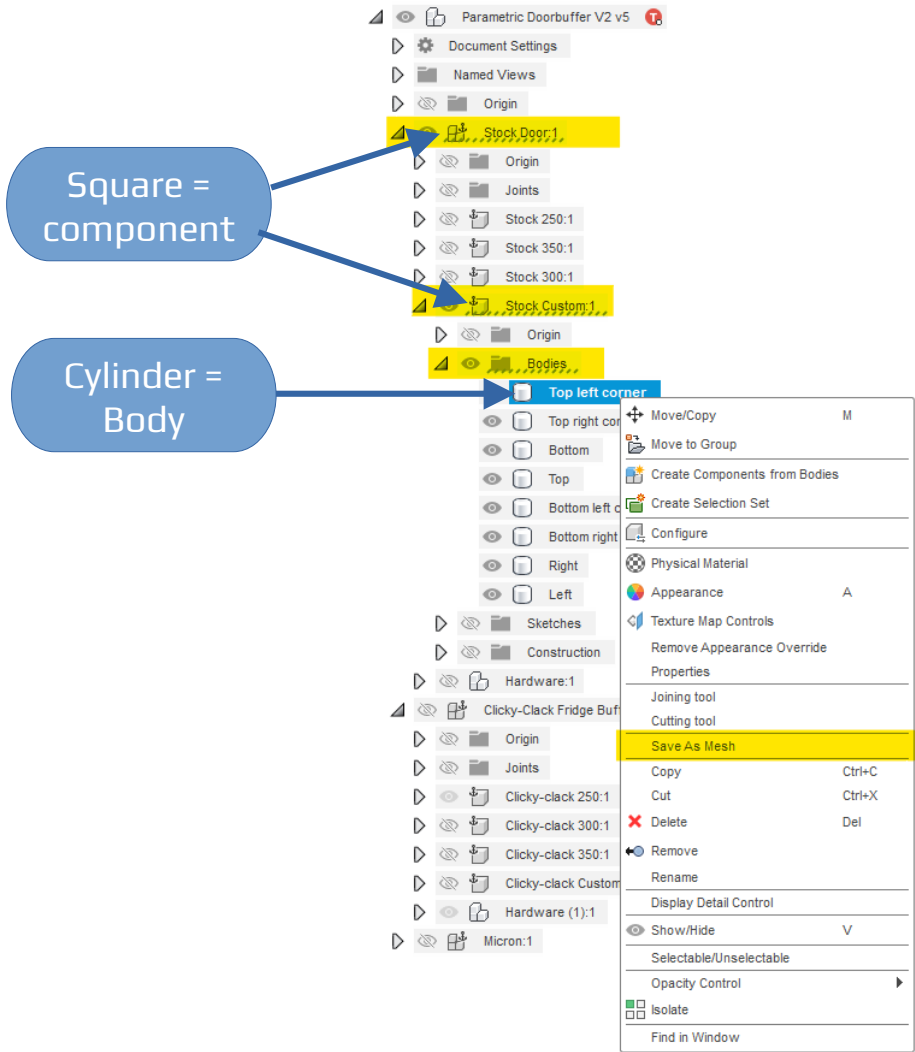 Parametric Doorbuffer V2 v5
Document Settings
Named Views
Origin
Stock Door:1
Origin
Joints
Stock 250:1
Stock 350:1
Stock 300:1
Stock Custom:1
Origin
Bodies
Top left corner
Top right cor
Bottom
Top
Bottom left c
Bottom right
Right
Left
Sketches
Construction
Hardware:1
Clicky-Clack Fridge Buf
Origin
Joints
Clicky-clack 250:1
Clicky-clack 300:1
Clicky-clack 350:1
Clicky-clack Custom
Hardware (1):1
Micron:1
Square =
component
Cylinder =
Body
Move/Copy M
Move to Group
Create Components from Bodies
Create Selection Set
Configure
Physical Material
Appearance A
Texture Map Controls
Remove Appearance Override
Properties
Joining tool
Cutting tool
Save As Mesh
Copy Ctrl+C
Cut Ctrl+X
Delete Del
Remove
Rename
Display Detail Control
Show/Hide V
Selectable/Unselectable
Opacity Control
Isolate
Find in Window